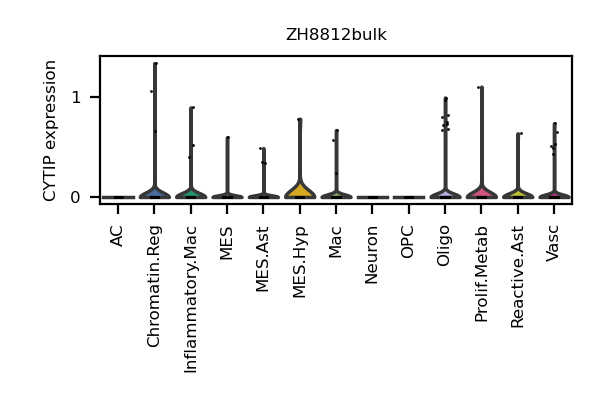 ZH8812bulk
CYTIP expression
1
0
AC
Chromatin.Reg
Inflammatory.Mac
MES
MES.Ast
MES.Hyp
Mac
Neuron
OPC
Oligo
Prolif.Metab
Reactive.Ast
Vasc